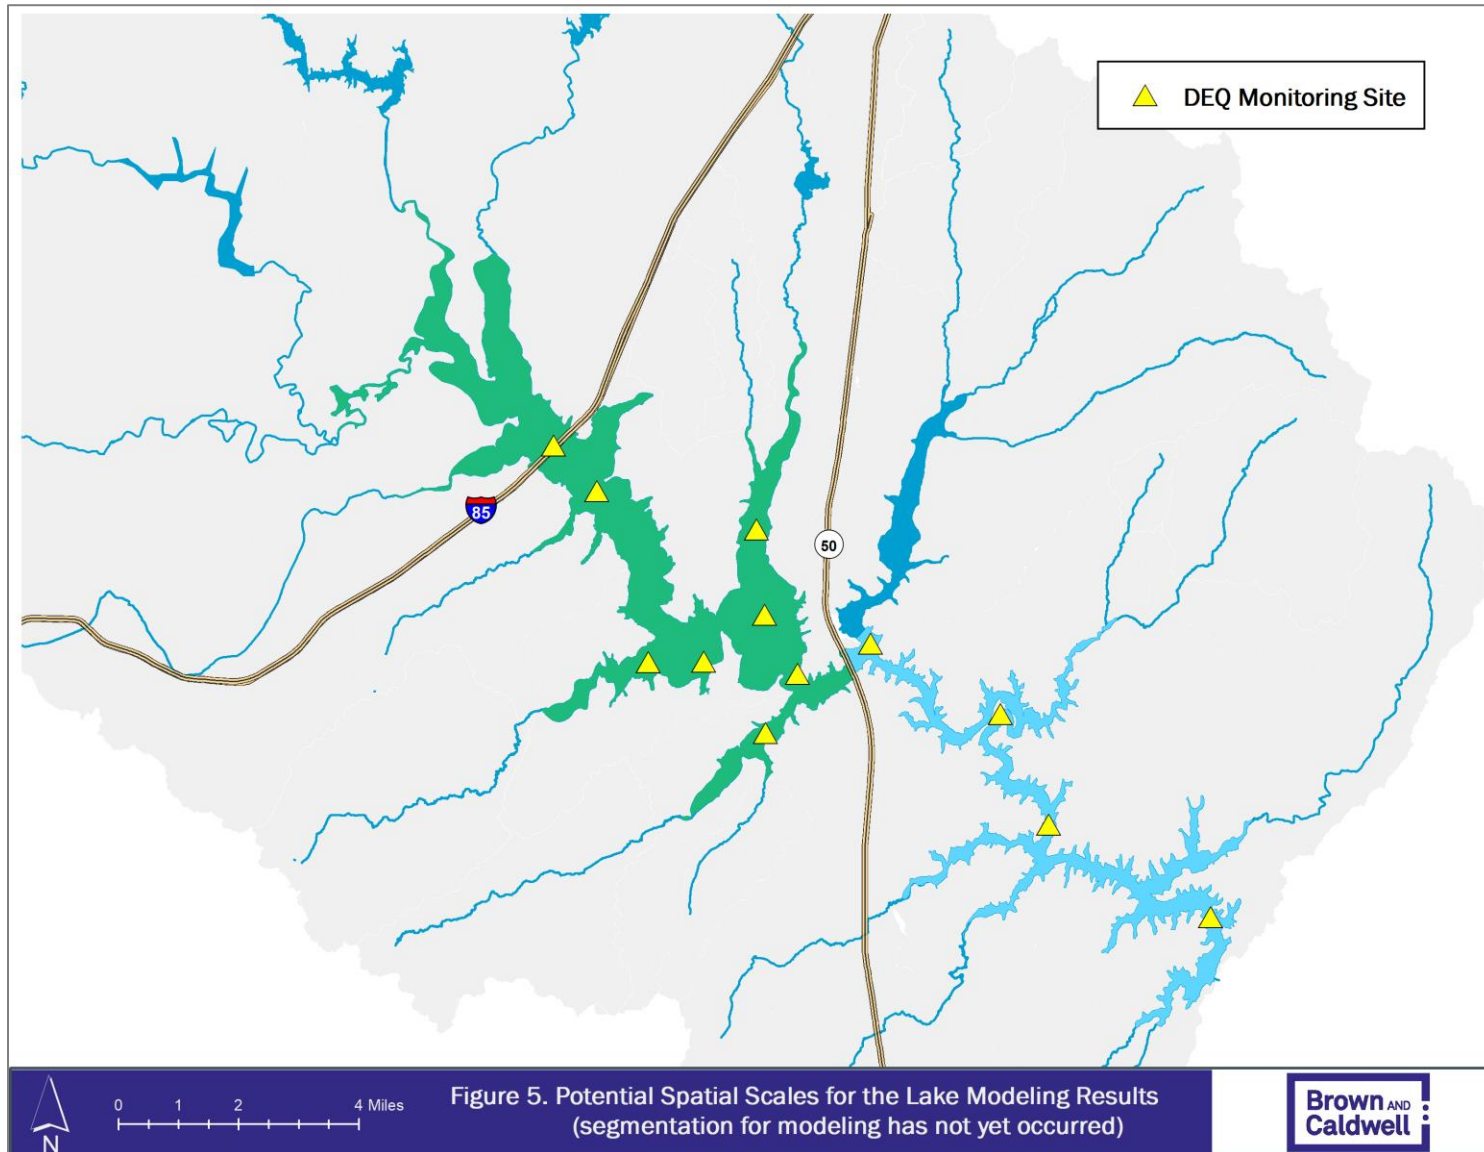 DEQ Monitoring Site
85
50
0 1 2 4 Miles
N
Figure 5. Potential Spatial Scales for the Lake Modeling Results
(segmentation for modeling has not yet occurred)
Brown AND
Caldwell